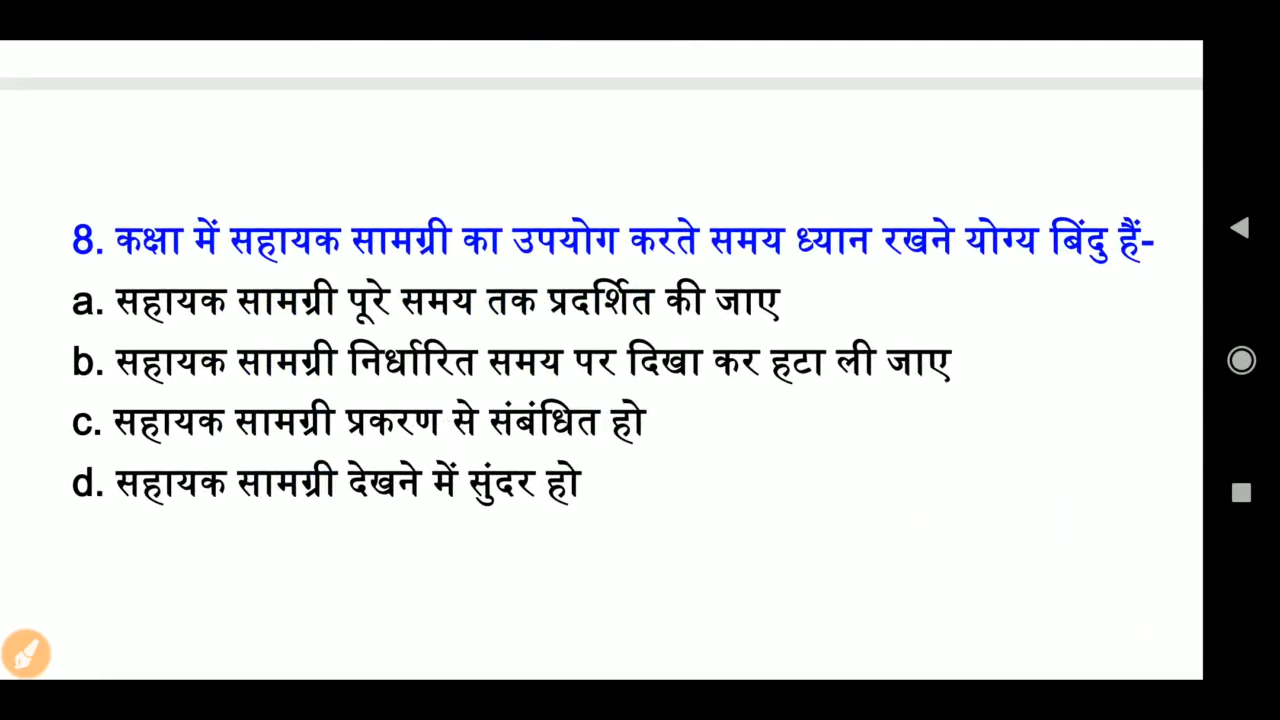 8. कक्षा में सहायक सामग्री का उपयोग करते समय ध्यान रखने योग्य बिंदु हैं-
a. सहायक सामग्री पूरे समय तक प्रदर्शित की जाए
b. सहायक सामग्री निर्धारित समय पर दिखा कर हटा ली जाए
c. सहायक सामग्री प्रकरण से संबंधित हो
d. सहायक सामग्री देखने में सुंदर हो